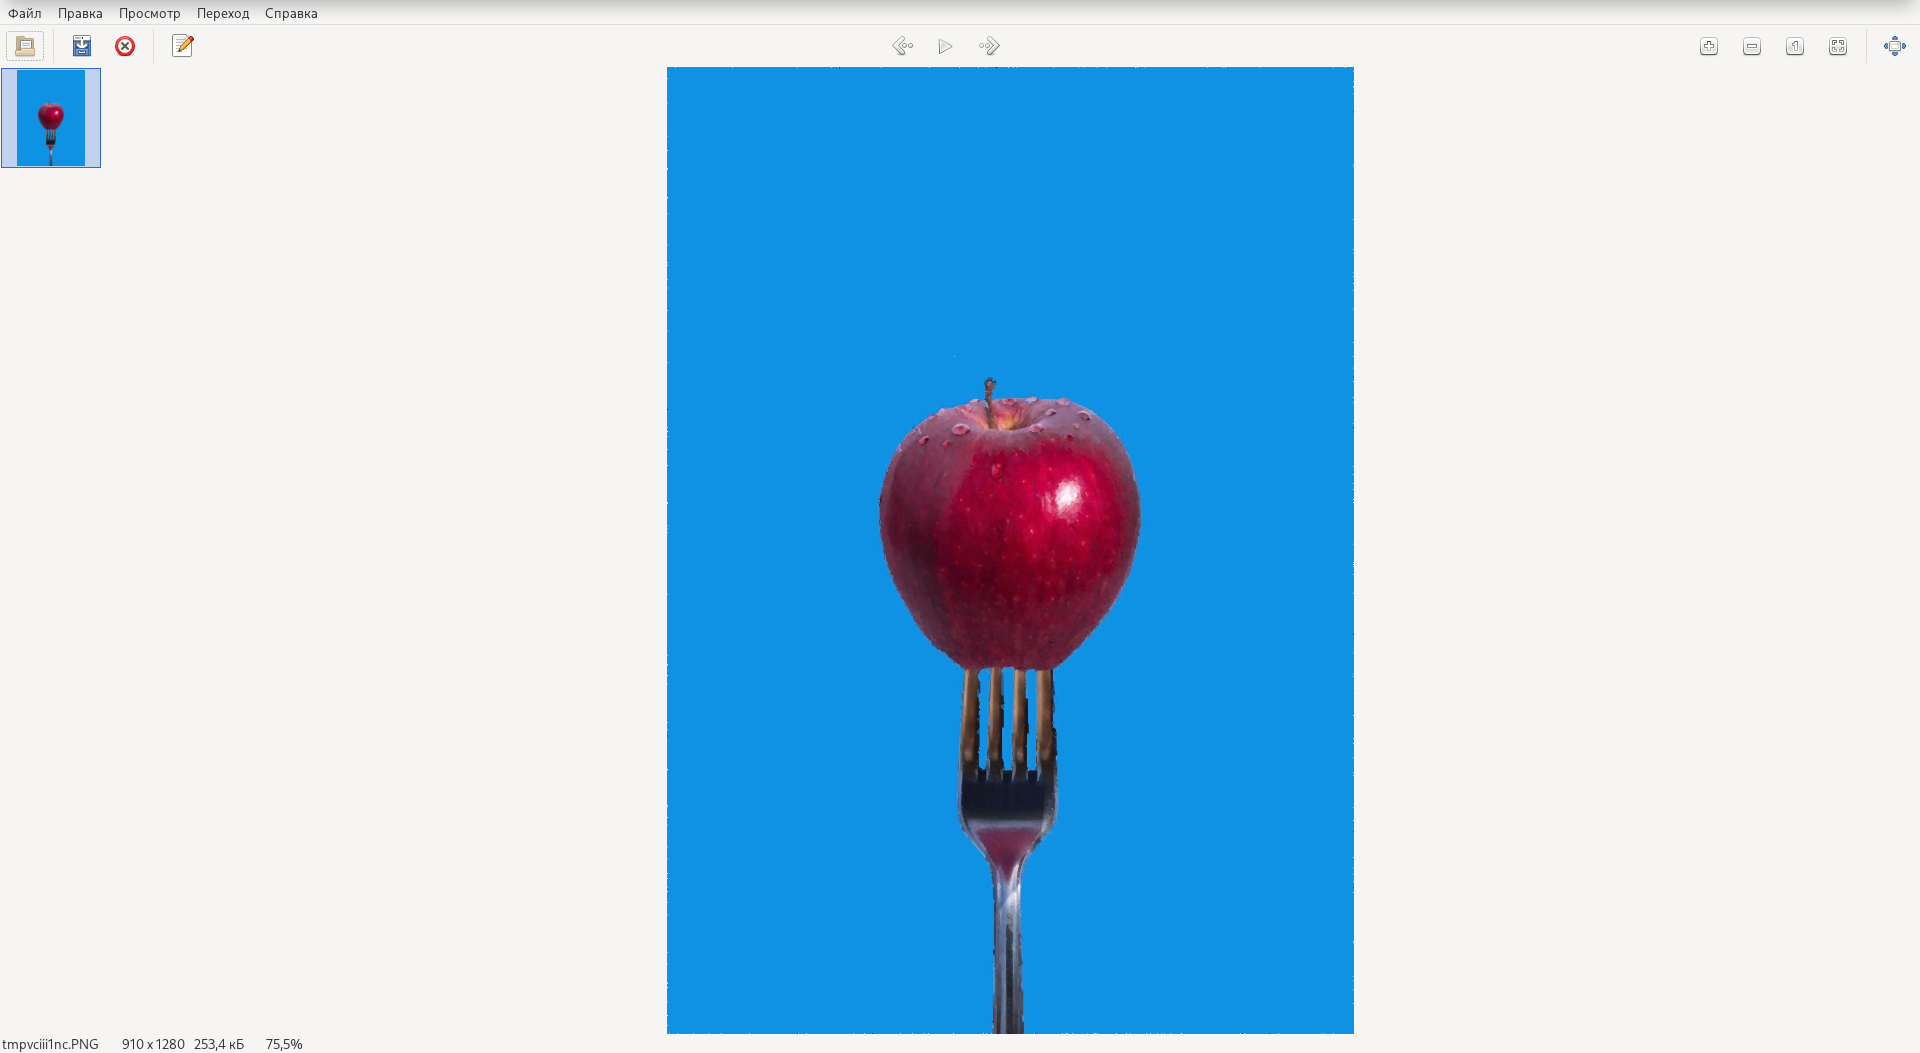 Файл Правка Просмотр Переход Справка
tmpvciii1nc.PNG 910 x 1280 253,4 кБ 75,5%